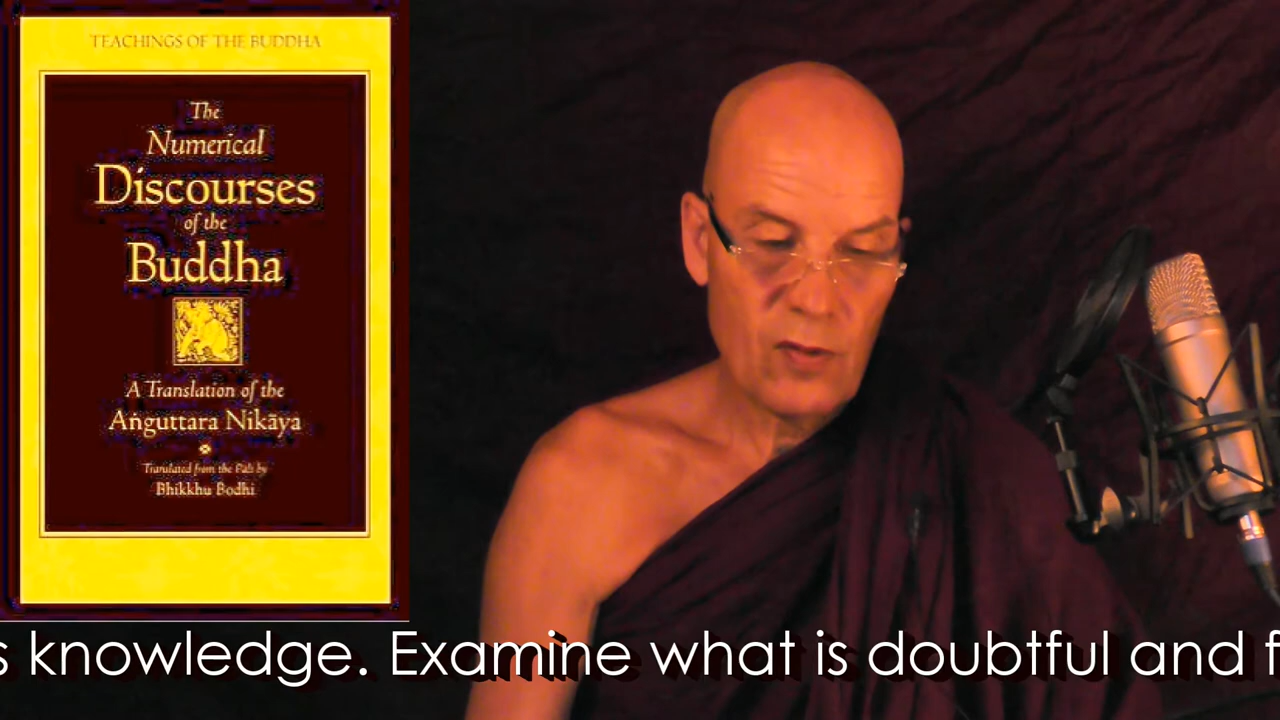 TEACHINGS OF THE BUDDHA
The
Numerical
Discourses
of the
Buddha
A Translation of the
Aṅguttara Nikāya
Translated from the Pāli by
Bhikkhu Bodhi
s knowledge. Examine what is doubtful and f